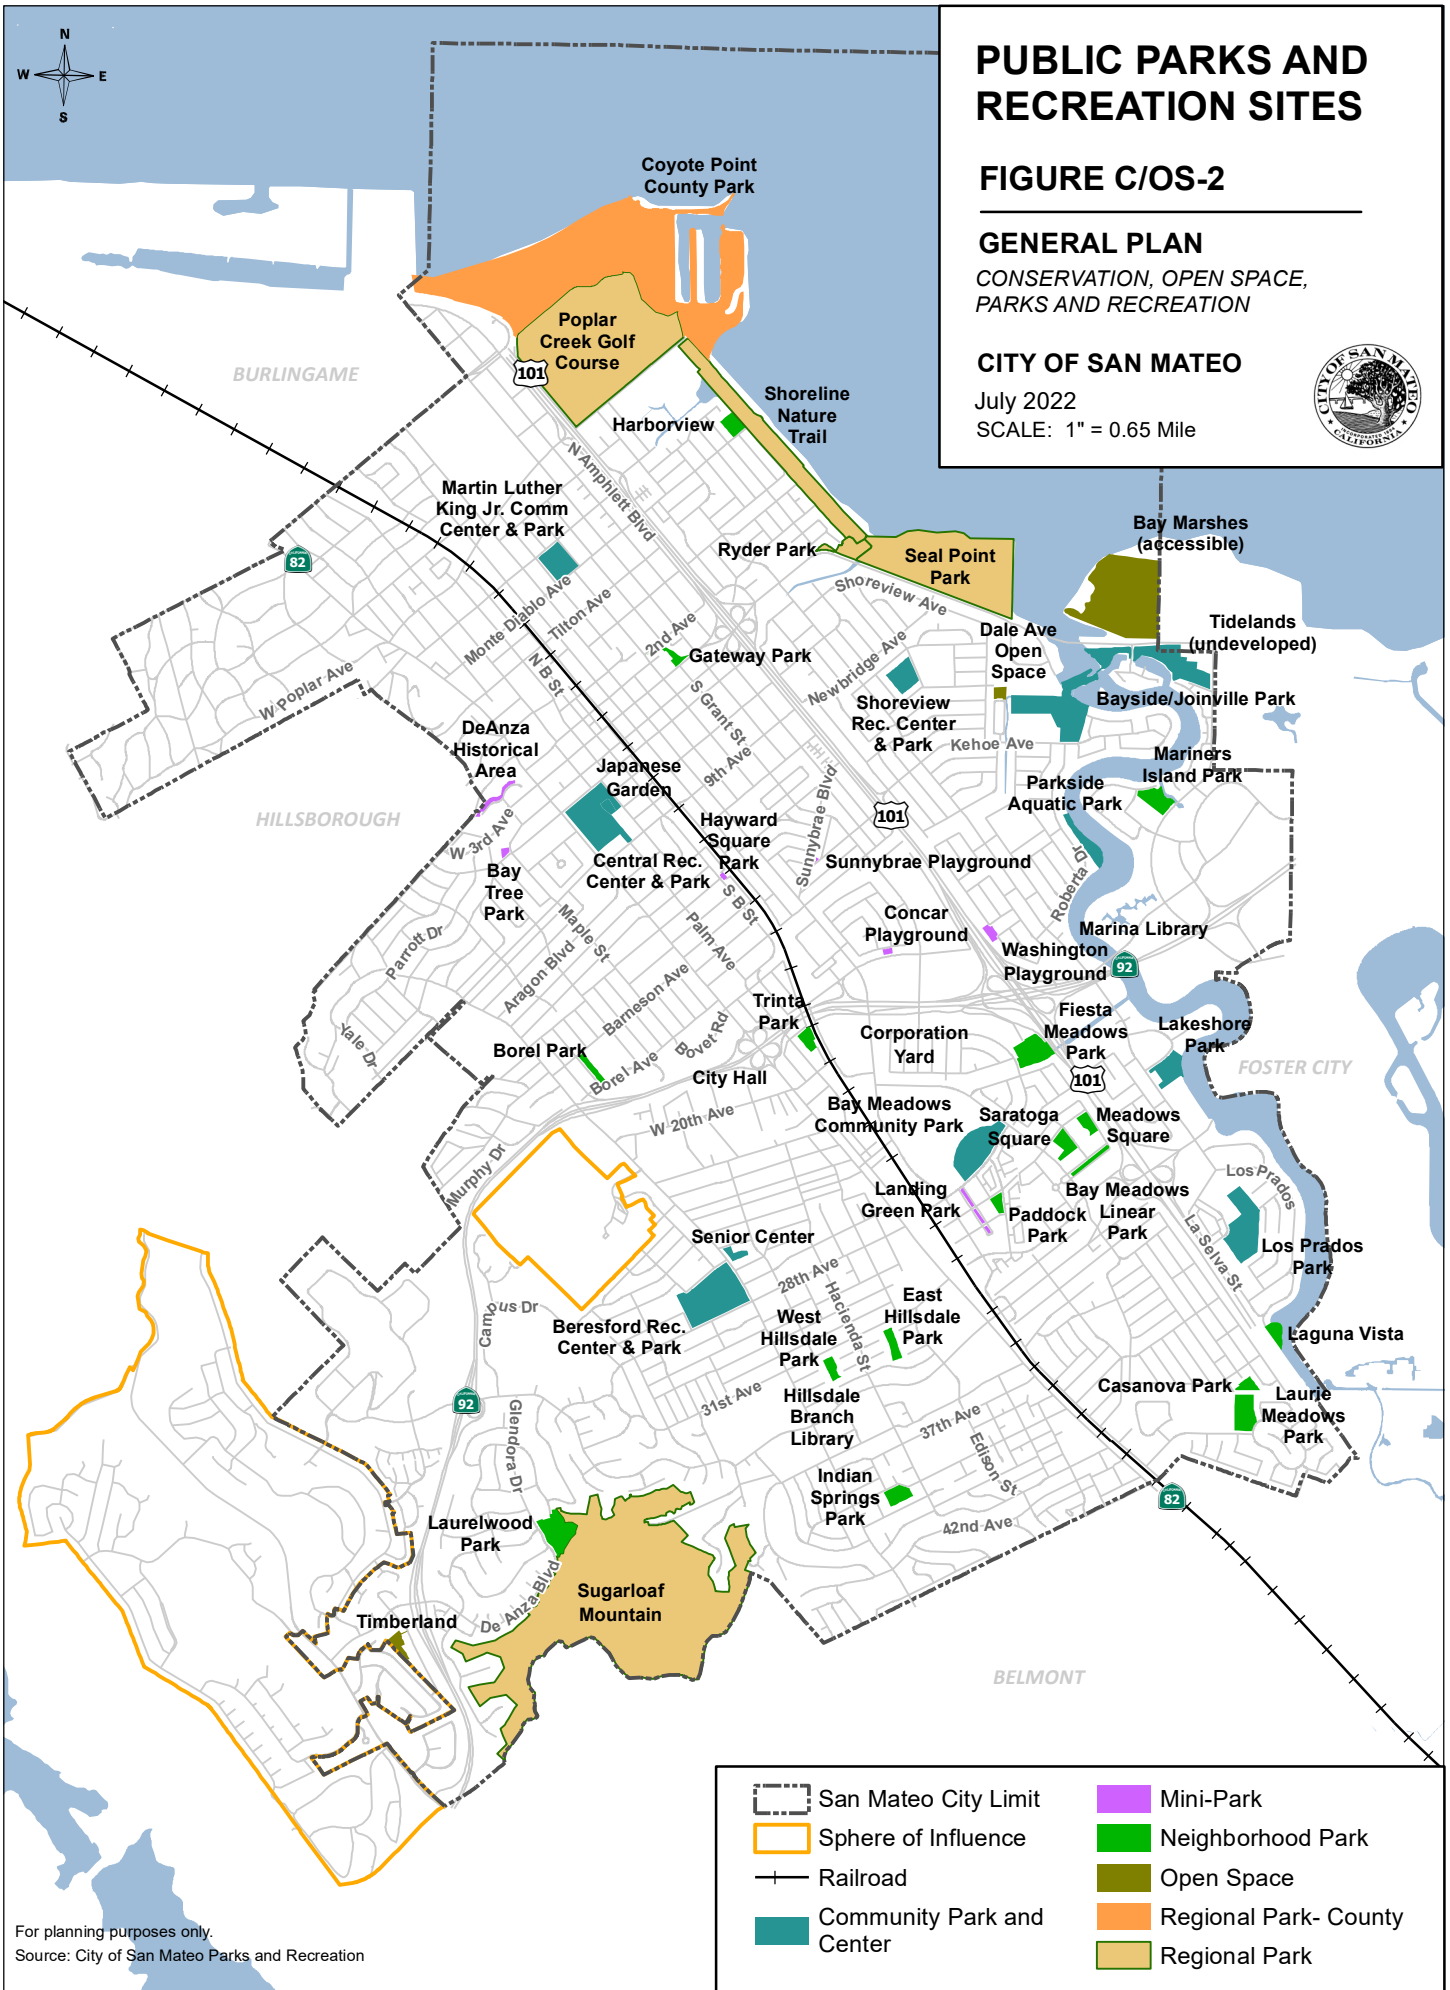 N
W
E
S
PUBLIC PARKS AND
RECREATION SITES
FIGURE C/OS-2
GENERAL PLAN
CONSERVATION, OPEN SPACE,
PARKS AND RECREATION
CITY OF SAN MATEO
July 2022
SCALE: 1" = 0.65 Mile
CITY OF SAN MATEO
CALIFORNIA
Coyote Point
County Park
Poplar
Creek Golf
Course
101
BURLINGAME
Shoreline
Nature
Trail
Harborview
N Amphlett Blvd
Martin Luther
King Jr. Comm
Center & Park
82
Ryder Park
Seal Point
Park
Bay Marshes
(accessible)
Shoreview Ave
Monte Diablo Ave
Tilton Ave
2nd Ave
Gateway Park
Dale Ave
Open
Space
Tidelands
(undeveloped)
N B St
Newbridge Ave
W Poplar Ave
S Grant St
Shoreview
Rec. Center
& Park
Bayside/Joinville Park
Kehoe Ave
DeAnza
Historical
Area
9th Ave
Japanese
Garden
Mariners
Island Park
Parkside
Aquatic Park
HILLSBOROUGH
W 3rd Ave
Hayward
Square
Park
Sunnybrae Blvd
101
Sunnybrae Playground
Bay
Tree
Park
Central Rec.
Center & Park
Roberta Dr
S B St
Maple St
Palm Ave
Concar
Playground
Marina Library
Washington
Playground
92
Parrott Dr
Aragon Blvd
Barneson Ave
Trinta
Park
Yale Dr
Bovet Rd
Corporation
Yard
Fiesta
Meadows
Park
Lakeshore
Park
Borel Park
Borel Ave
City Hall
101
FOSTER CITY
W 20th Ave
Bay Meadows
Community Park
Saratoga
Square
Meadows
Square
Murphy Dr
Landing
Green Park
Paddock
Park
Bay Meadows
Linear
Park
Los Prados
La Selva St
Los Prados
Park
Senior Center
28th Ave
Hacienda St
Campus Dr
Beresford Rec.
Center & Park
West
Hillsdale
Park
East
Hillsdale
Park
Laguna Vista
92
Casanova Park
Laurie
Meadows
Park
31st Ave
Hillsdale
Branch
Library
37th Ave
Edison St
Glendora Dr
Indian
Springs
Park
82
42nd Ave
Laurelwood
Park
De Anza Blvd
Sugarloaf
Mountain
Timberland
BELMONT
San Mateo City Limit
Sphere of Influence
Railroad
Community Park and
Center
Mini-Park
Neighborhood Park
Open Space
Regional Park- County
Regional Park
For planning purposes only.
Source: City of San Mateo Parks and Recreation